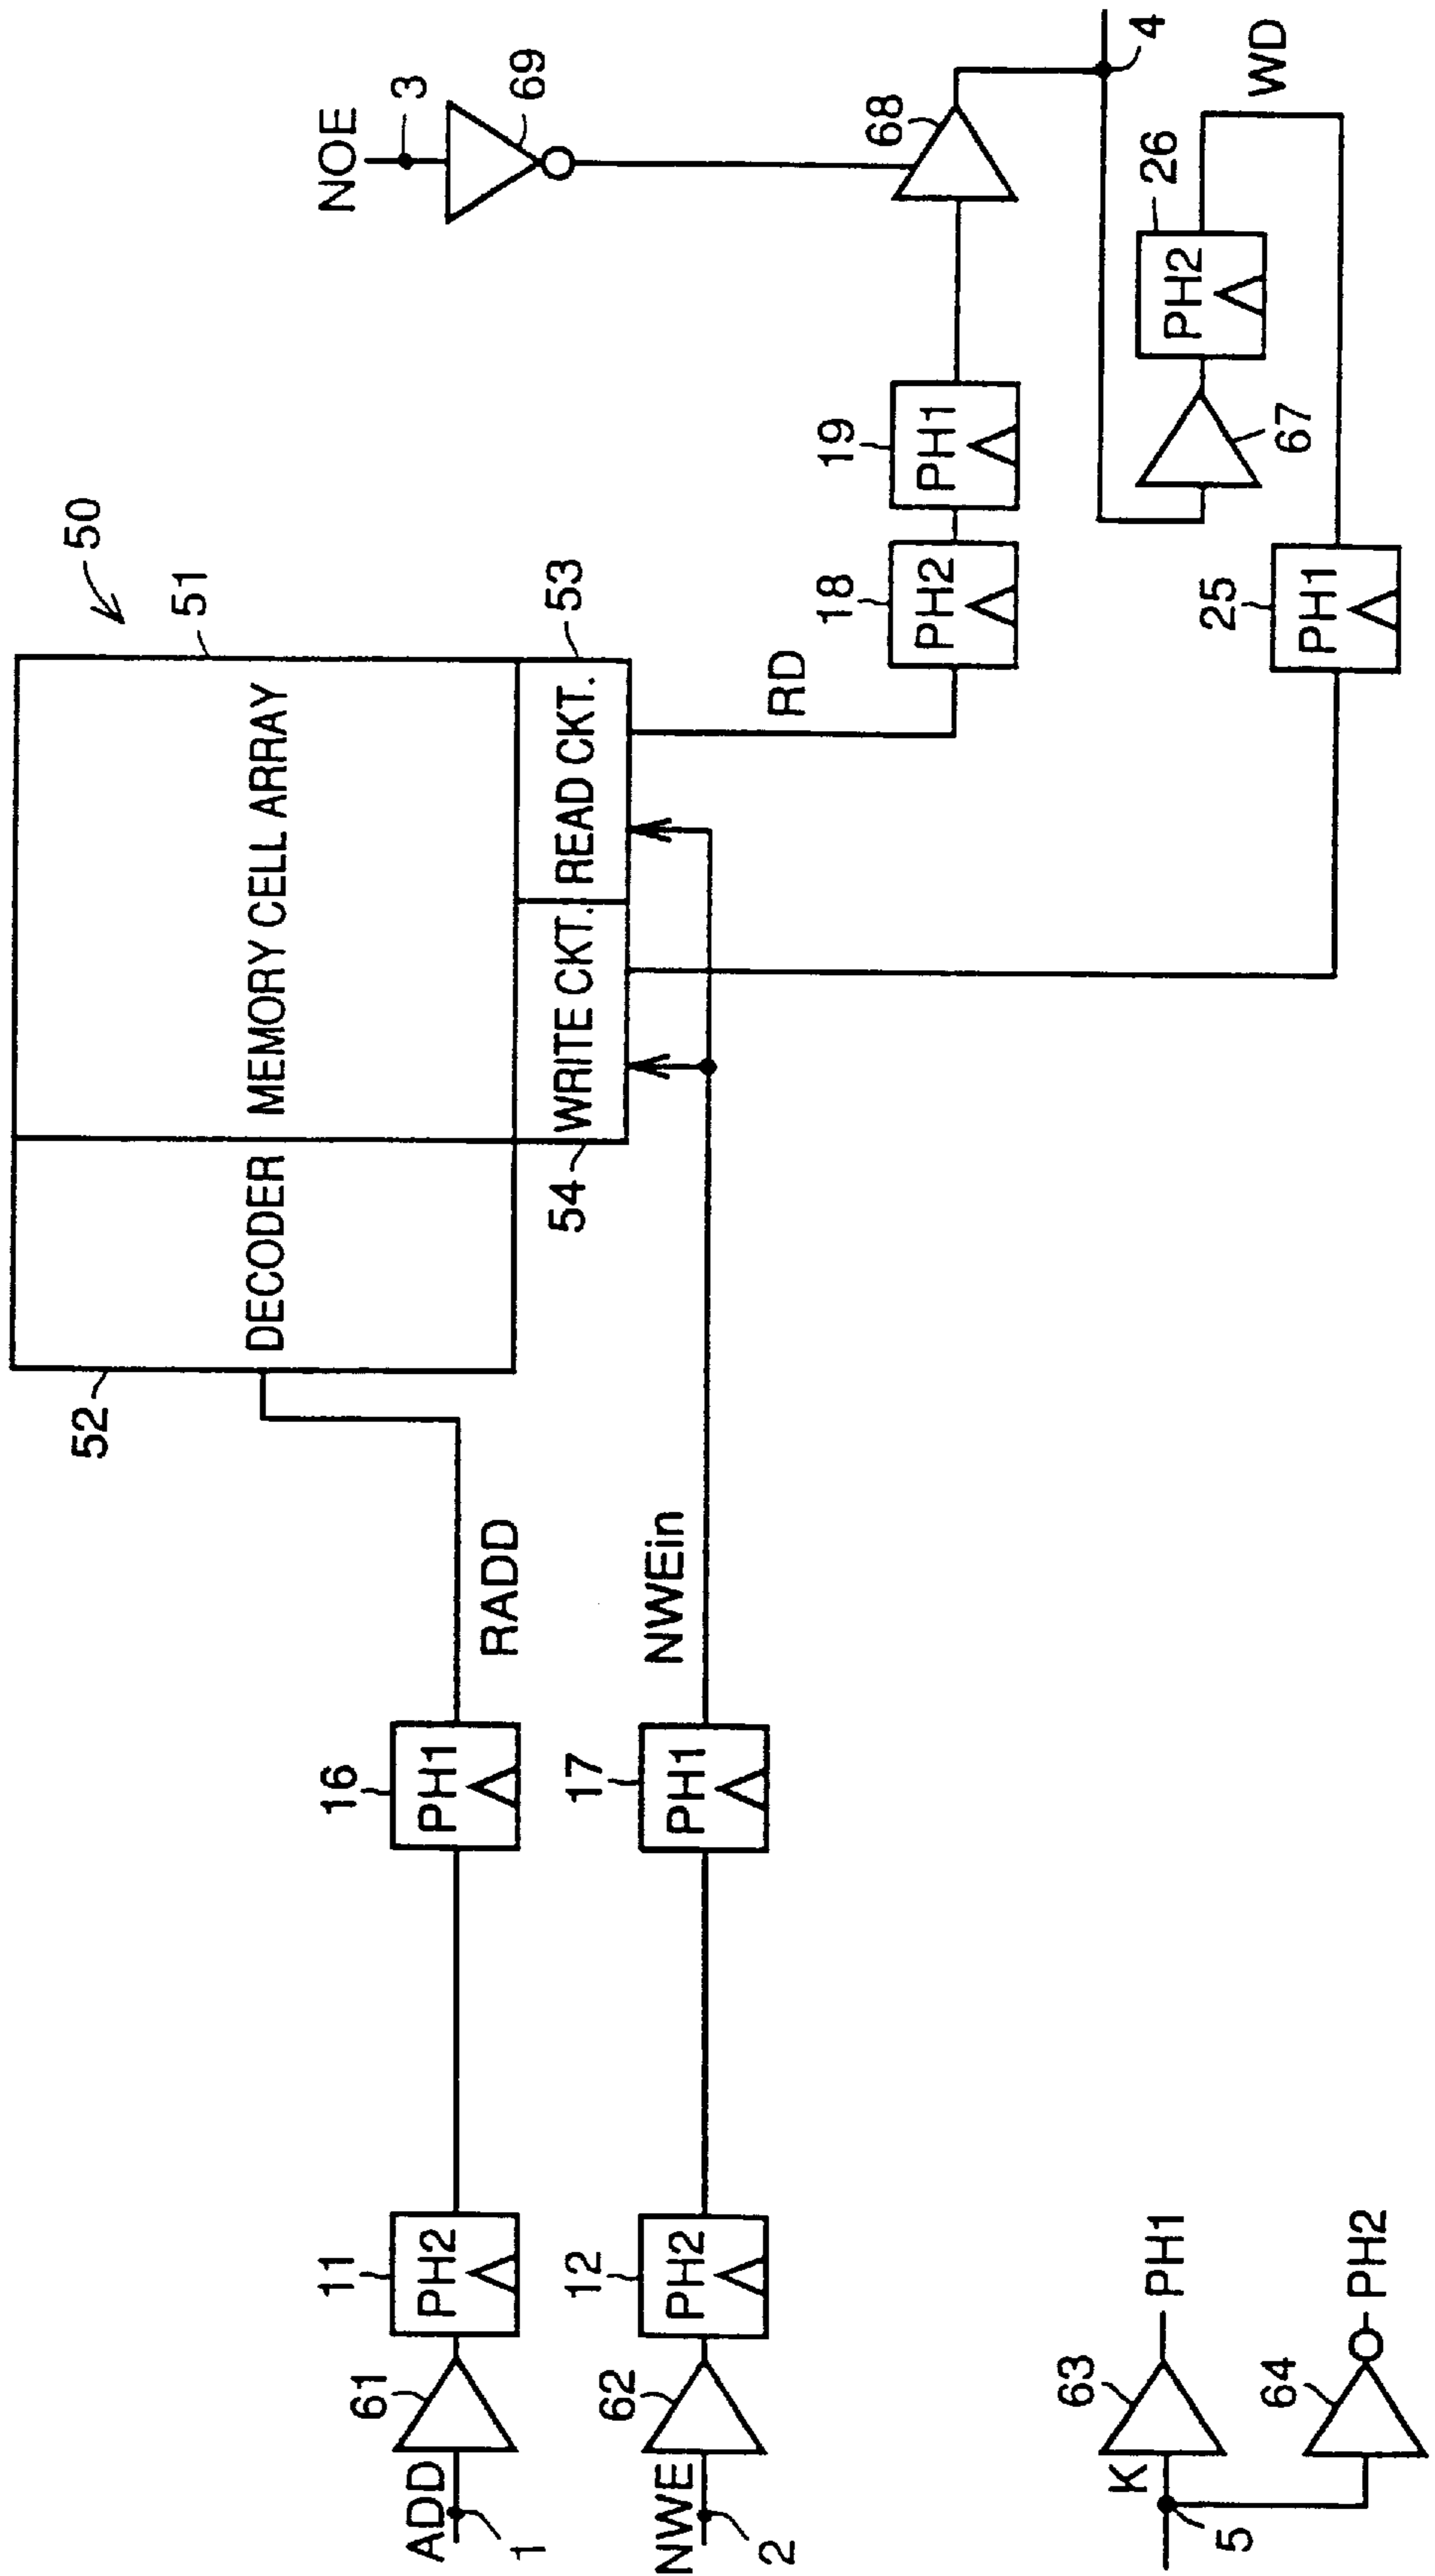 50
51
MEMORY CELL ARRAY
DECODER
52
READ CKT.
53
WRITE CKT.
54
NOE
3
69
ADD
1
61
11
PH2
16
PH1
RADD
RD
18
PH2
19
PH1
68
4
NWE
2
62
12
PH2
17
PH1
NWEin
67
26
PH2
WD
25
PH1
K
5
63
PH1
64
PH2